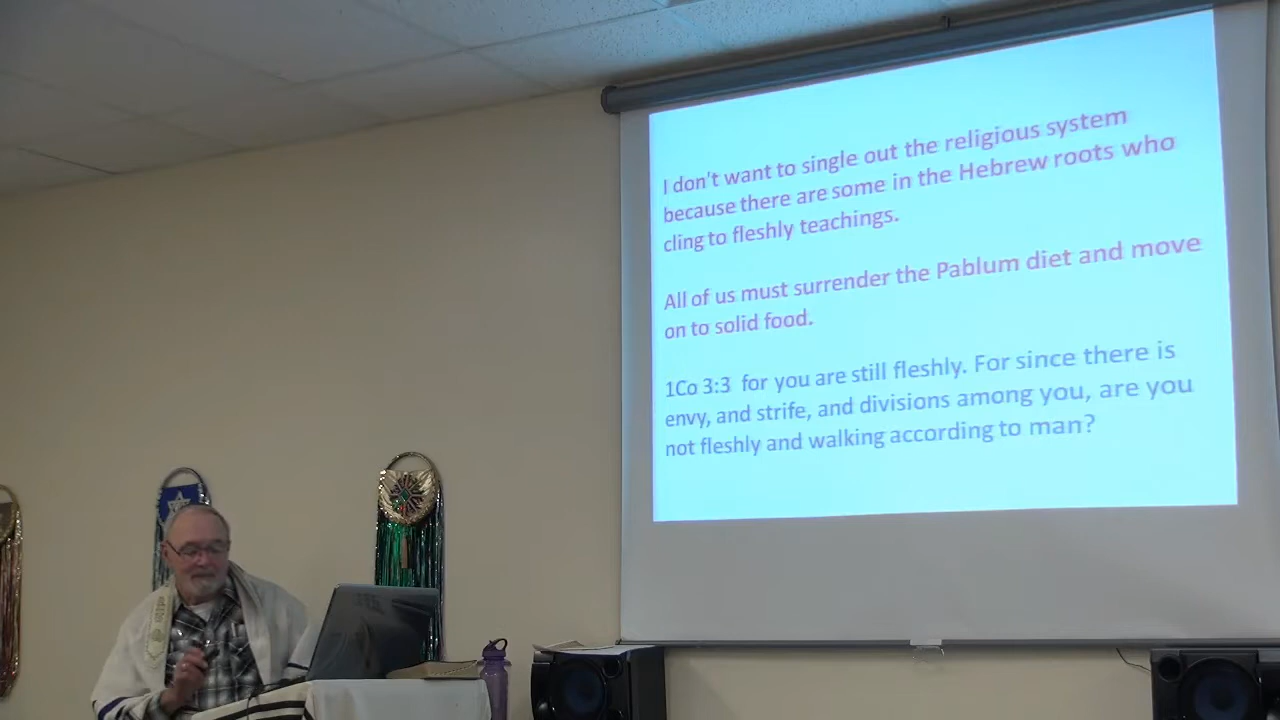 I don't want to single out the religious system
because there are some in the Hebrew roots who
cling to fleshly teachings.
All of us must surrender the Pablum diet and move
on to solid food.
1Co 3:3 for you are still fleshly. For since there is
envy, and strife, and divisions among you, are you
not fleshly and walking according to man?